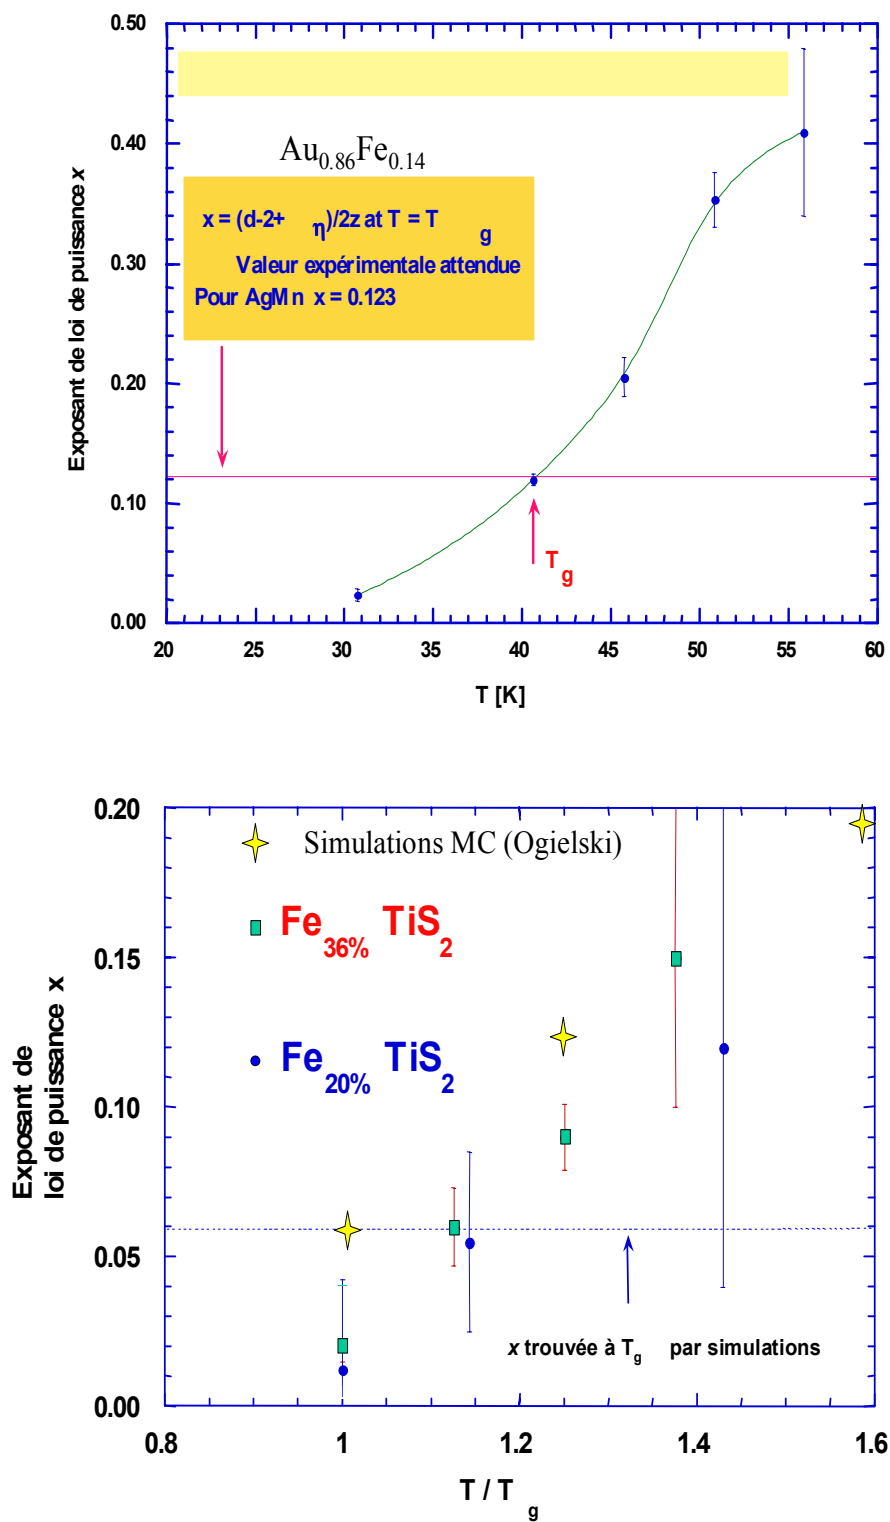 0.50
0.40
0.30
0.20
0.10
0.00
Exposant de loi de puissance x
Au0.86Fe0.14
x = (d-2+ η)/2z at T = T g
Valeur expérimentale attendue
Pour AgMn x = 0.123
T g
20 25 30 35 40 45 50 55 60
T [K]
0.20
0.15
0.10
0.05
0.00
Exposant de
loi de puissance x
Simulations MC (Ogielski)
Fe36% TiS2
Fe20% TiS2
x trouvée à Tg par simulations
0.8 1 1.2 1.4 1.6
T / Tg